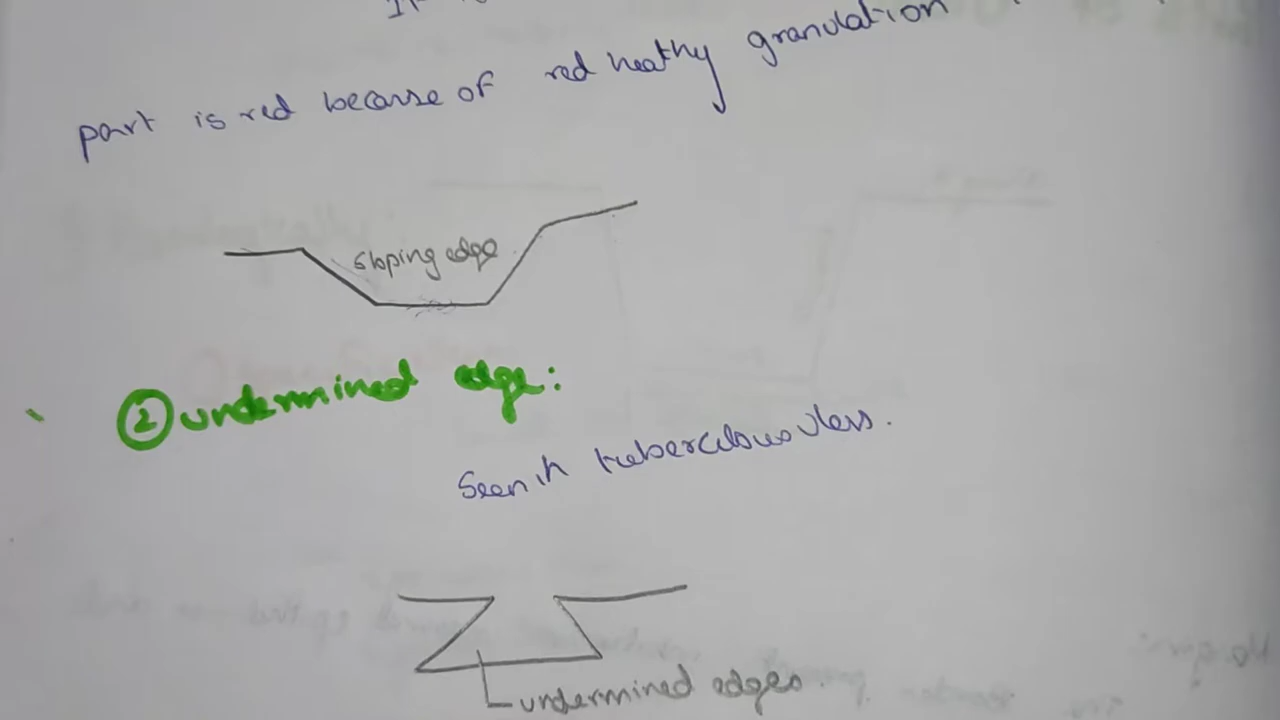 part is red because of red heathy granulation
sloping edge
② undermined edge:
Seen in tuberculous ulcers.
undermined edges.